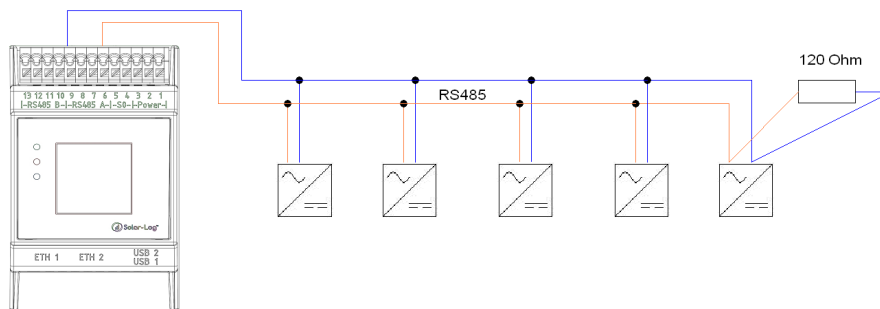 120 Ohm
RS485
13 12 11 10 9 8 7 6 5 4 3 2 1
|-RS485 B-|-RS485 A-|-S0-|-Power-|
Solar-Log™
ETH 1 ETH 2 USB 2
USB 1